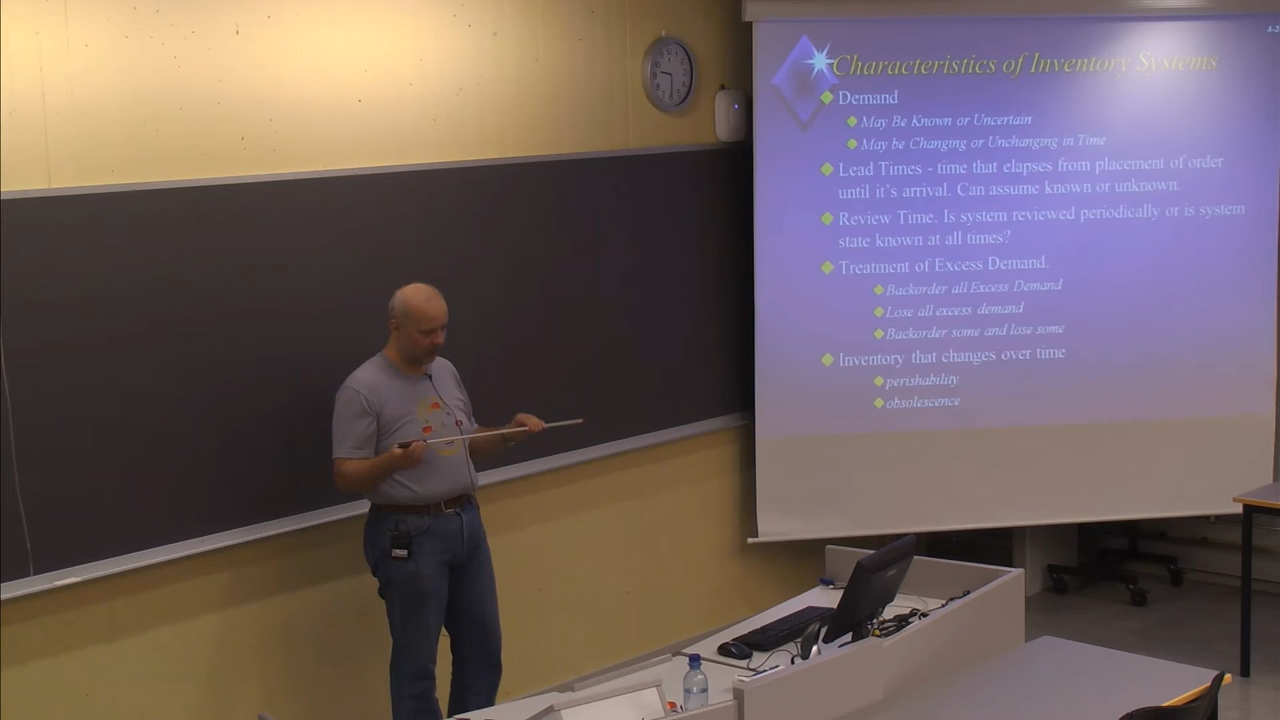 4-3
Characteristics of Inventory Systems
Demand
May Be Known or Uncertain
May be Changing or Unchanging in Time
Lead Times - time that elapses from placement of order
until it's arrival. Can assume known or unknown.
Review Time. Is system reviewed periodically or is system
state known at all times?
Treatment of Excess Demand.
Backorder all Excess Demand
Lose all excess demand
Backorder some and lose some
Inventory that changes over time
perishability
obsolescence